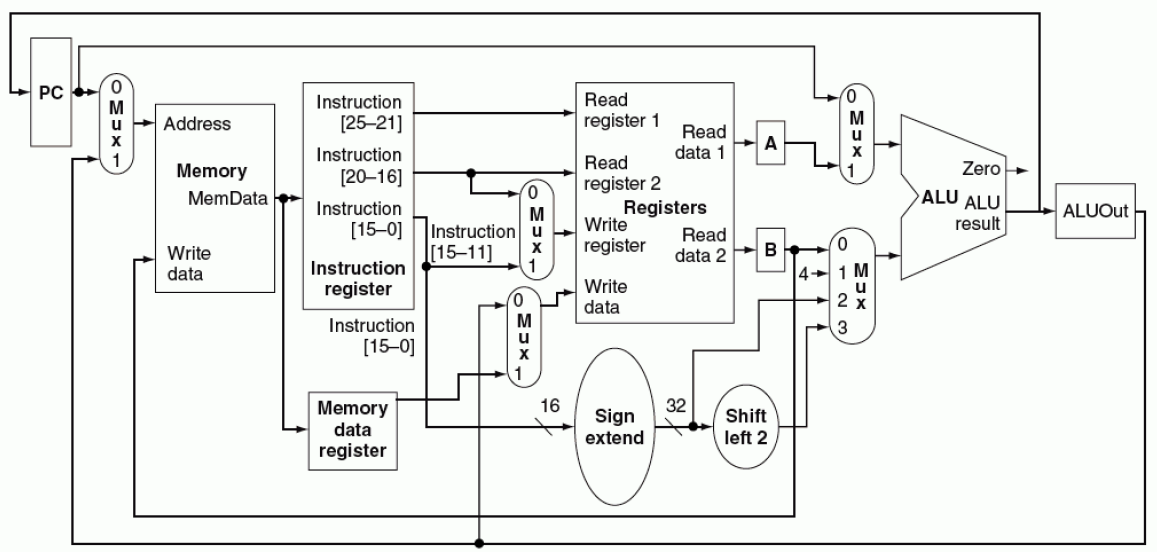 PC
0
M
u
x
1
Address
Memory
MemData
Write
data
Instruction
[25–21]
Instruction
[20–16]
Instruction
[15–0]
Instruction
register
Instruction
[15–11]
Instruction
[15–0]
Memory
data
register
0
M
u
x
1
0
M
u
x
1
Read
register 1
Read
register 2
Registers
Write
register
Write
data
Read
data 1
Read
data 2
16
Sign
extend
32
Shift
left 2
A
B
4
0
M
u
x
1
0
1
2
3
M
u
x
Zero
ALU
ALU
result
ALUOut